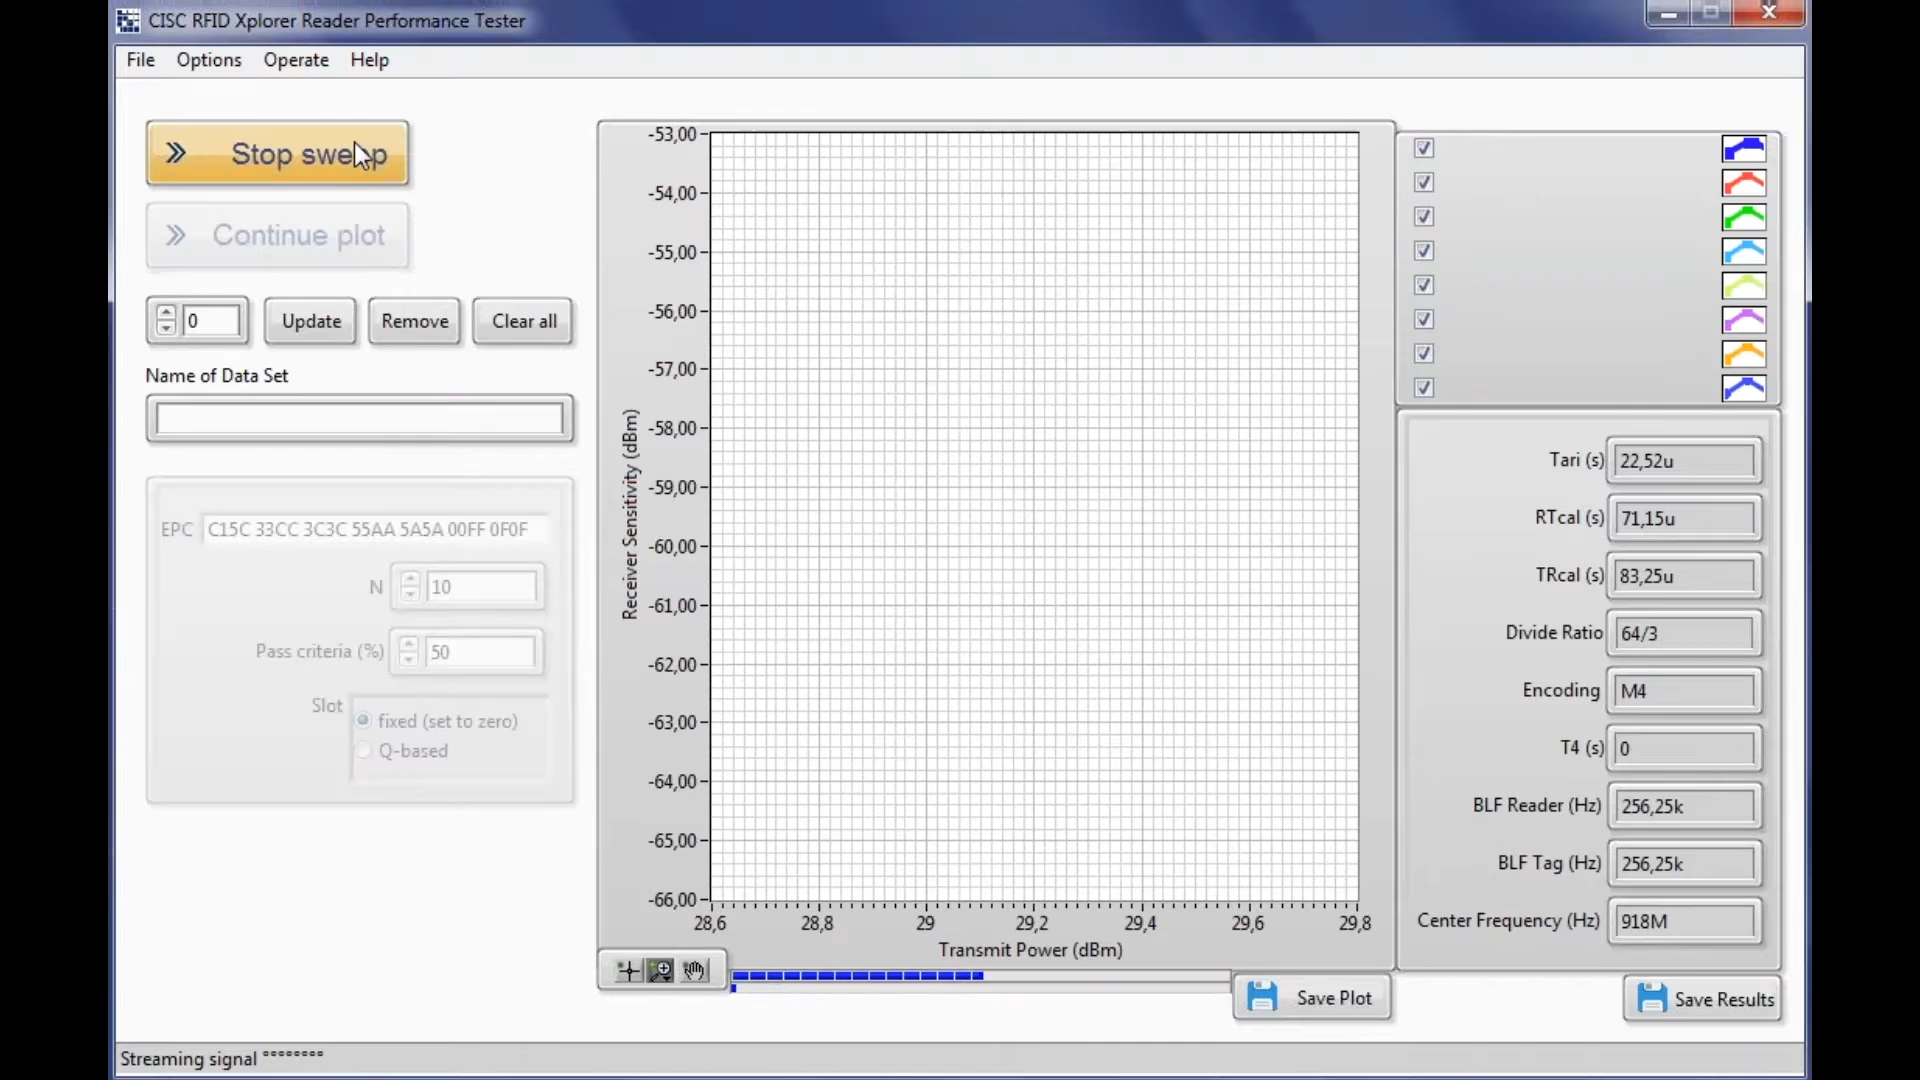 CISC RFID Xplorer Reader Performance Tester
File Options Operate Help
Stop sweep
Continue plot
0 Update Remove Clear all
Name of Data Set
EPC C15C 33CC 3C3C 55AA 5A5A 00FF 0F0F
N 10
Pass criteria (%) 50
Slot
fixed (set to zero)
Q-based
Receiver Sensitivity (dBm)
-53,00
-54,00
-55,00
-56,00
-57,00
-58,00
-59,00
-60,00
-61,00
-62,00
-63,00
-64,00
-65,00
-66,00
28,6 28,8 29 29,2 29,4 29,6 29,8
Transmit Power (dBm)
Save Plot
Tari (s) 22,52u
RTcal (s) 71,15u
TRcal (s) 83,25u
Divide Ratio 64/3
Encoding M4
T4 (s) 0
BLF Reader (Hz) 256,25k
BLF Tag (Hz) 256,25k
Center Frequency (Hz) 918M
Save Results
Streaming signal °°°°°°°°